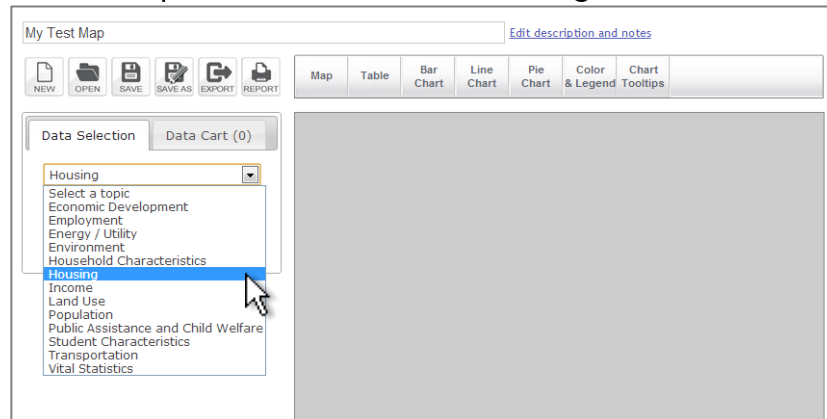 My Test Map
Edit description and notes
NEW OPEN SAVE SAVE AS EXPORT REPORT
Map Table Bar Chart Line Chart Pie Chart Color & Legend Chart Tooltips
Data Selection Data Cart (0)
Housing
Select a topic
Economic Development
Employment
Energy / Utility
Environment
Household Characteristics
Housing
Income
Land Use
Population
Public Assistance and Child Welfare
Student Characteristics
Transportation
Vital Statistics